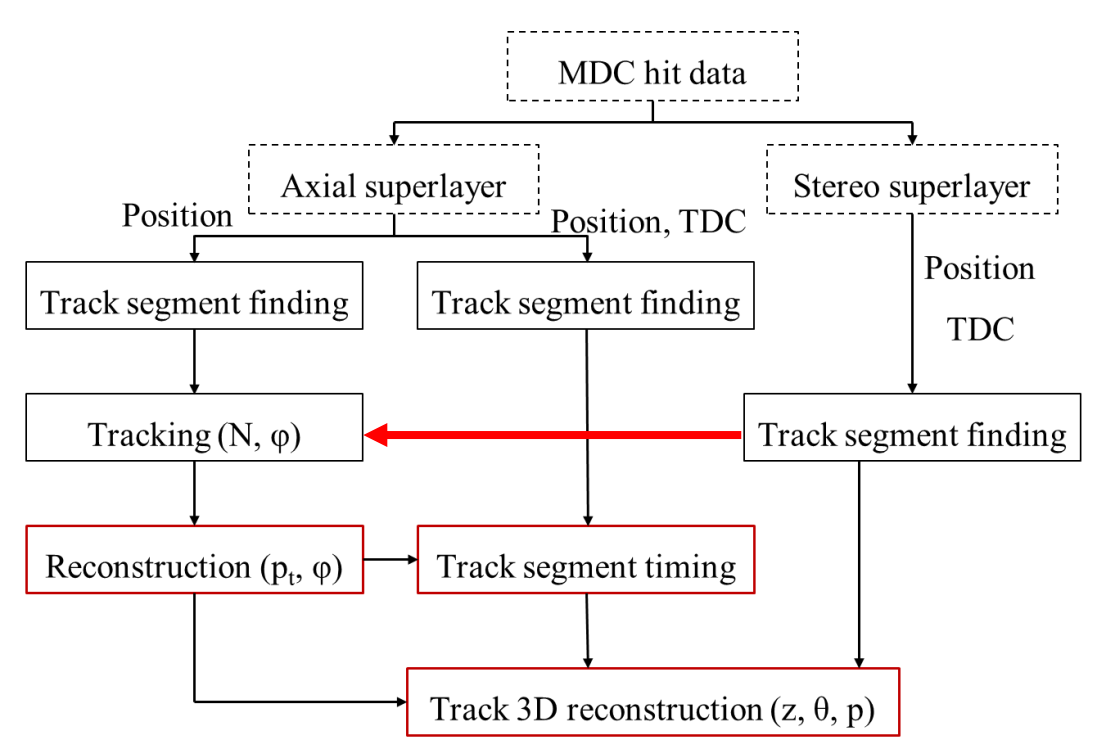 MDC hit data
Axial superlayer
Stereo superlayer
Position
Position, TDC
Position
TDC
Track segment finding
Track segment finding
Tracking (N, φ)
Track segment finding
Reconstruction (pt, φ)
Track segment timing
Track 3D reconstruction (z, θ, p)